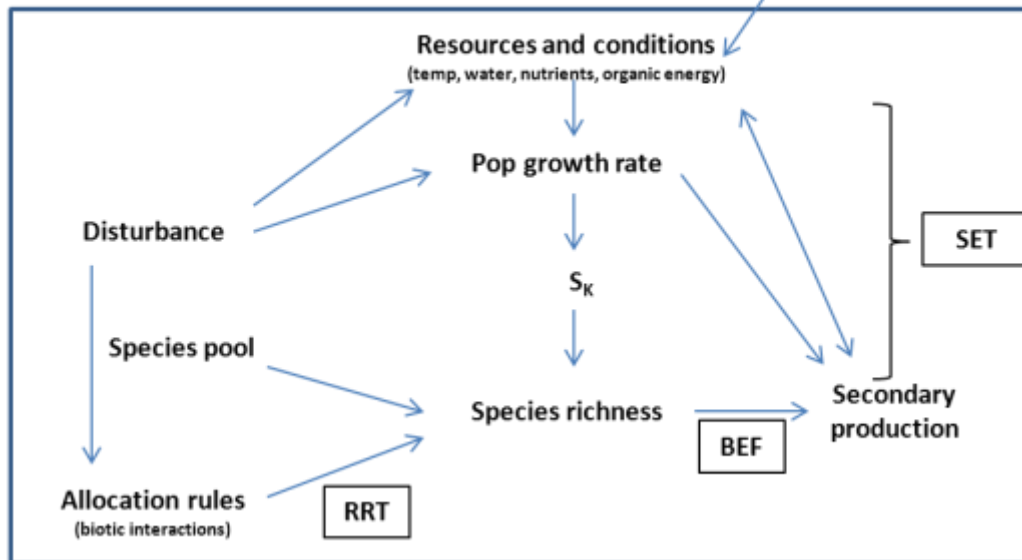 Resources and conditions
(temp, water, nutrients, organic energy)
Pop growth rate
Disturbance
SET
S_K
Species pool
Species richness
Secondary
production
BEF
Allocation rules
(biotic interactions)
RRT